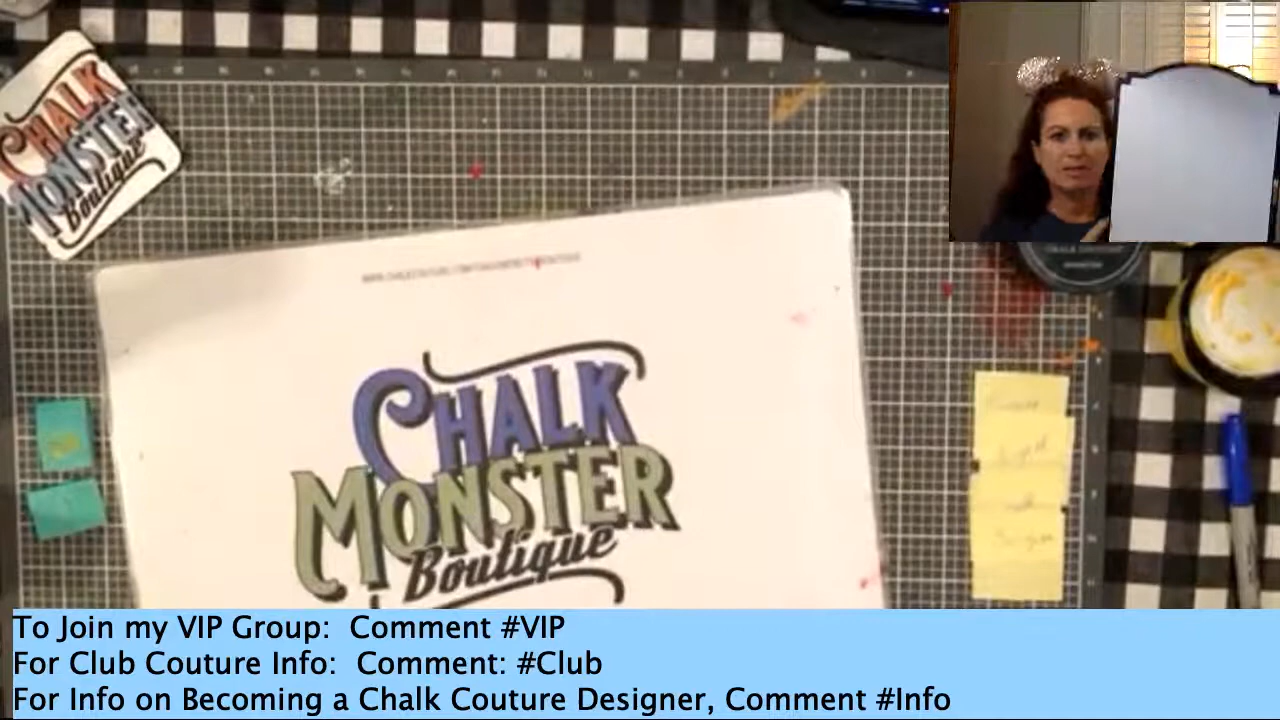 CHALK
MONSTER
Boutique
CHALK
MONSTER
Boutique
To Join my VIP Group: Comment #VIP
For Club Couture Info: Comment: #Club
For Info on Becoming a Chalk Couture Designer, Comment #Info